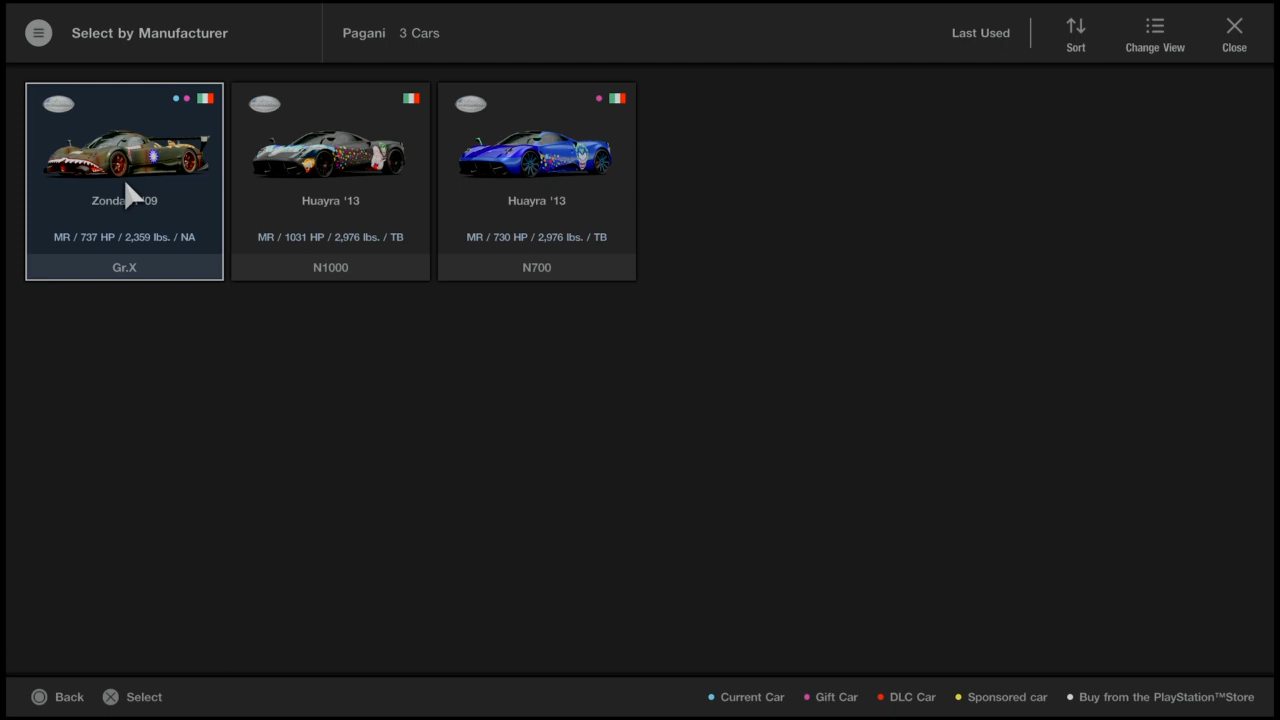 Select by Manufacturer
Pagani 3 Cars
Last Used
Sort
Change View
Close
Zonda '09
MR / 737 HP / 2,359 lbs. / NA
Gr.X
Huayra '13
MR / 1031 HP / 2,976 lbs. / TB
N1000
Huayra '13
MR / 730 HP / 2,976 lbs. / TB
N700
Back
Select
Current Car
Gift Car
DLC Car
Sponsored car
Buy from the PlayStation™Store